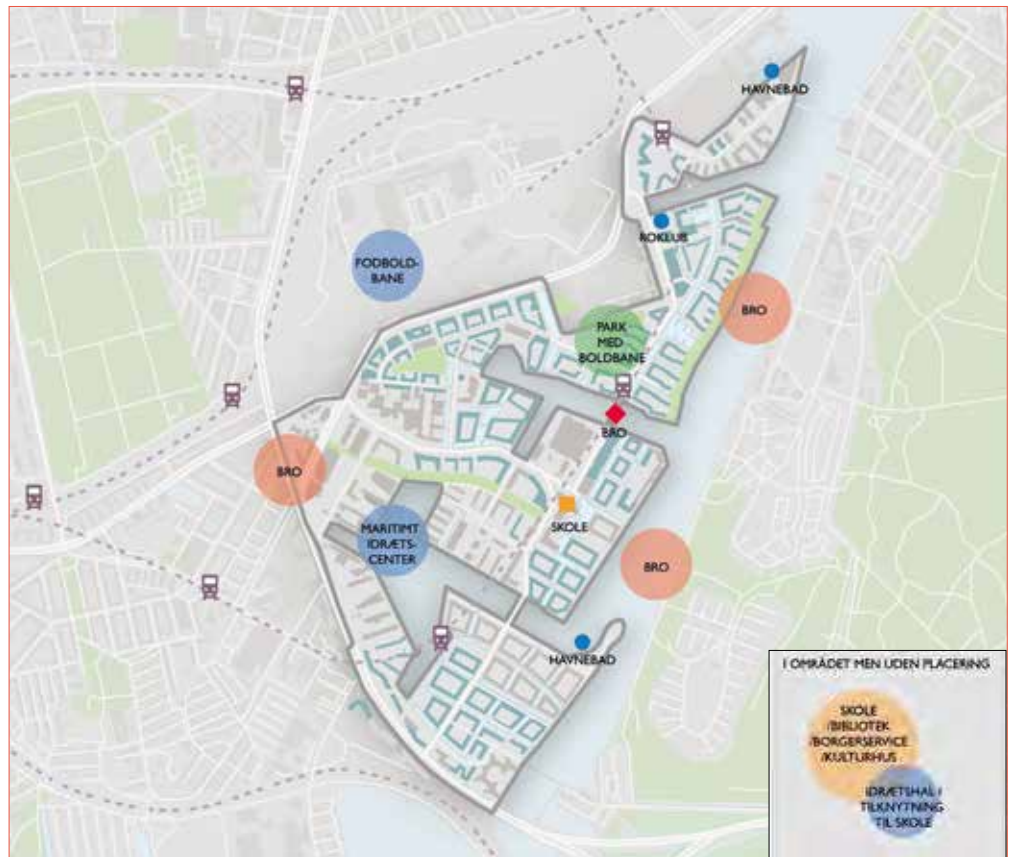 HAVNEBAD
ROKLUB
FODBOLD-
BANE
BRO
PARK
MED
BOLDBANE
BRO
BRO
SKOLE
MARITIMT
IDRÆTS-
CENTER
BRO
HAVNEBAD
I OMRÅDET MEN UDEN PLACERING
SKOLE
/BIBLIOTEK
/BORGERSERVICE
/KULTURHUS
IDRÆTSHAL I
TILKNYTNING
TIL SKOLE